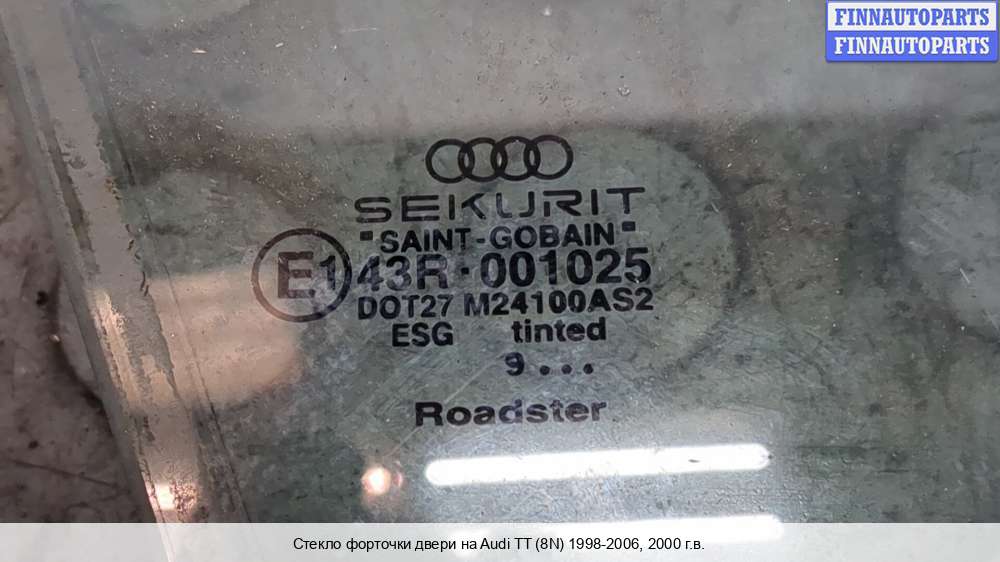 FINNAUTOPARTS
FINNAUTOPARTS
SEKURIT
"SAINT-GOBAIN"
E1 43R-001025
DOT27 M24100AS2
ESG tinted
9...
Roadster
Стекло форточки двери на Audi TT (8N) 1998-2006, 2000 г.в.